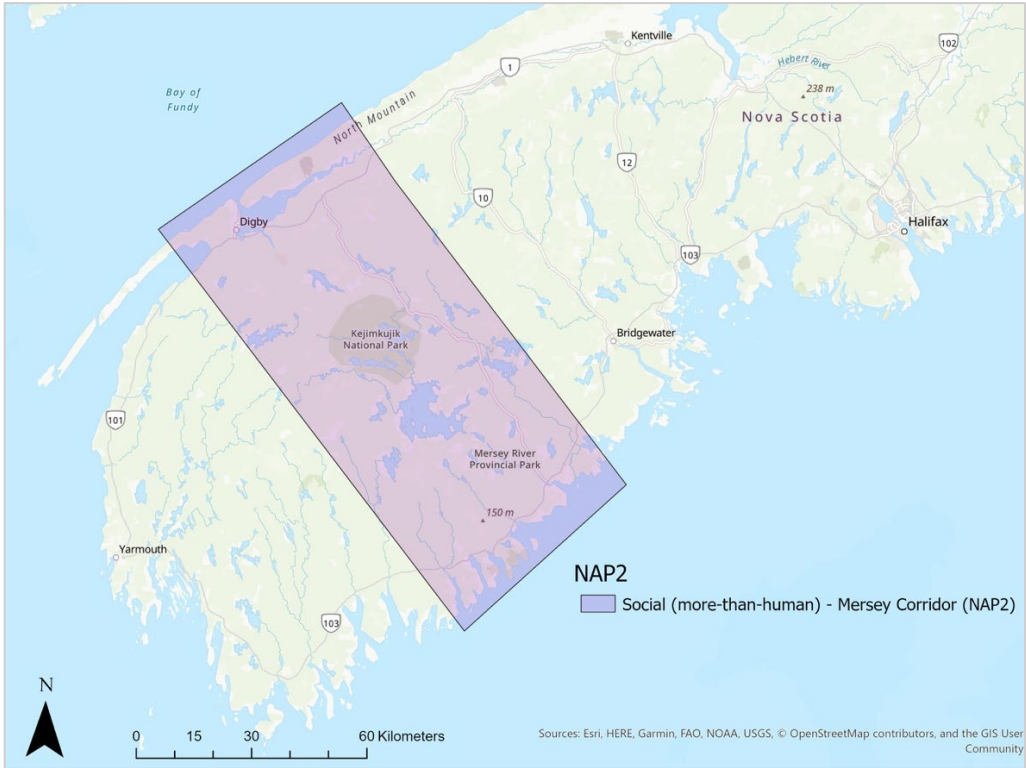 Kentville
102
1
Hebert River
Bay of
Fundy
238 m
North Mountain
Nova Scotia
12
10
Digby
Halifax
103
Kejimkujik
National Park
Bridgewater
101
Mersey River
Provincial Park
150 m
Yarmouth
NAP2
Social (more-than-human) - Mersey Corridor (NAP2)
103
N
0 15 30 60 Kilometers
Sources: Esri, HERE, Garmin, FAO, NOAA, USGS, © OpenStreetMap contributors, and the GIS User
Community